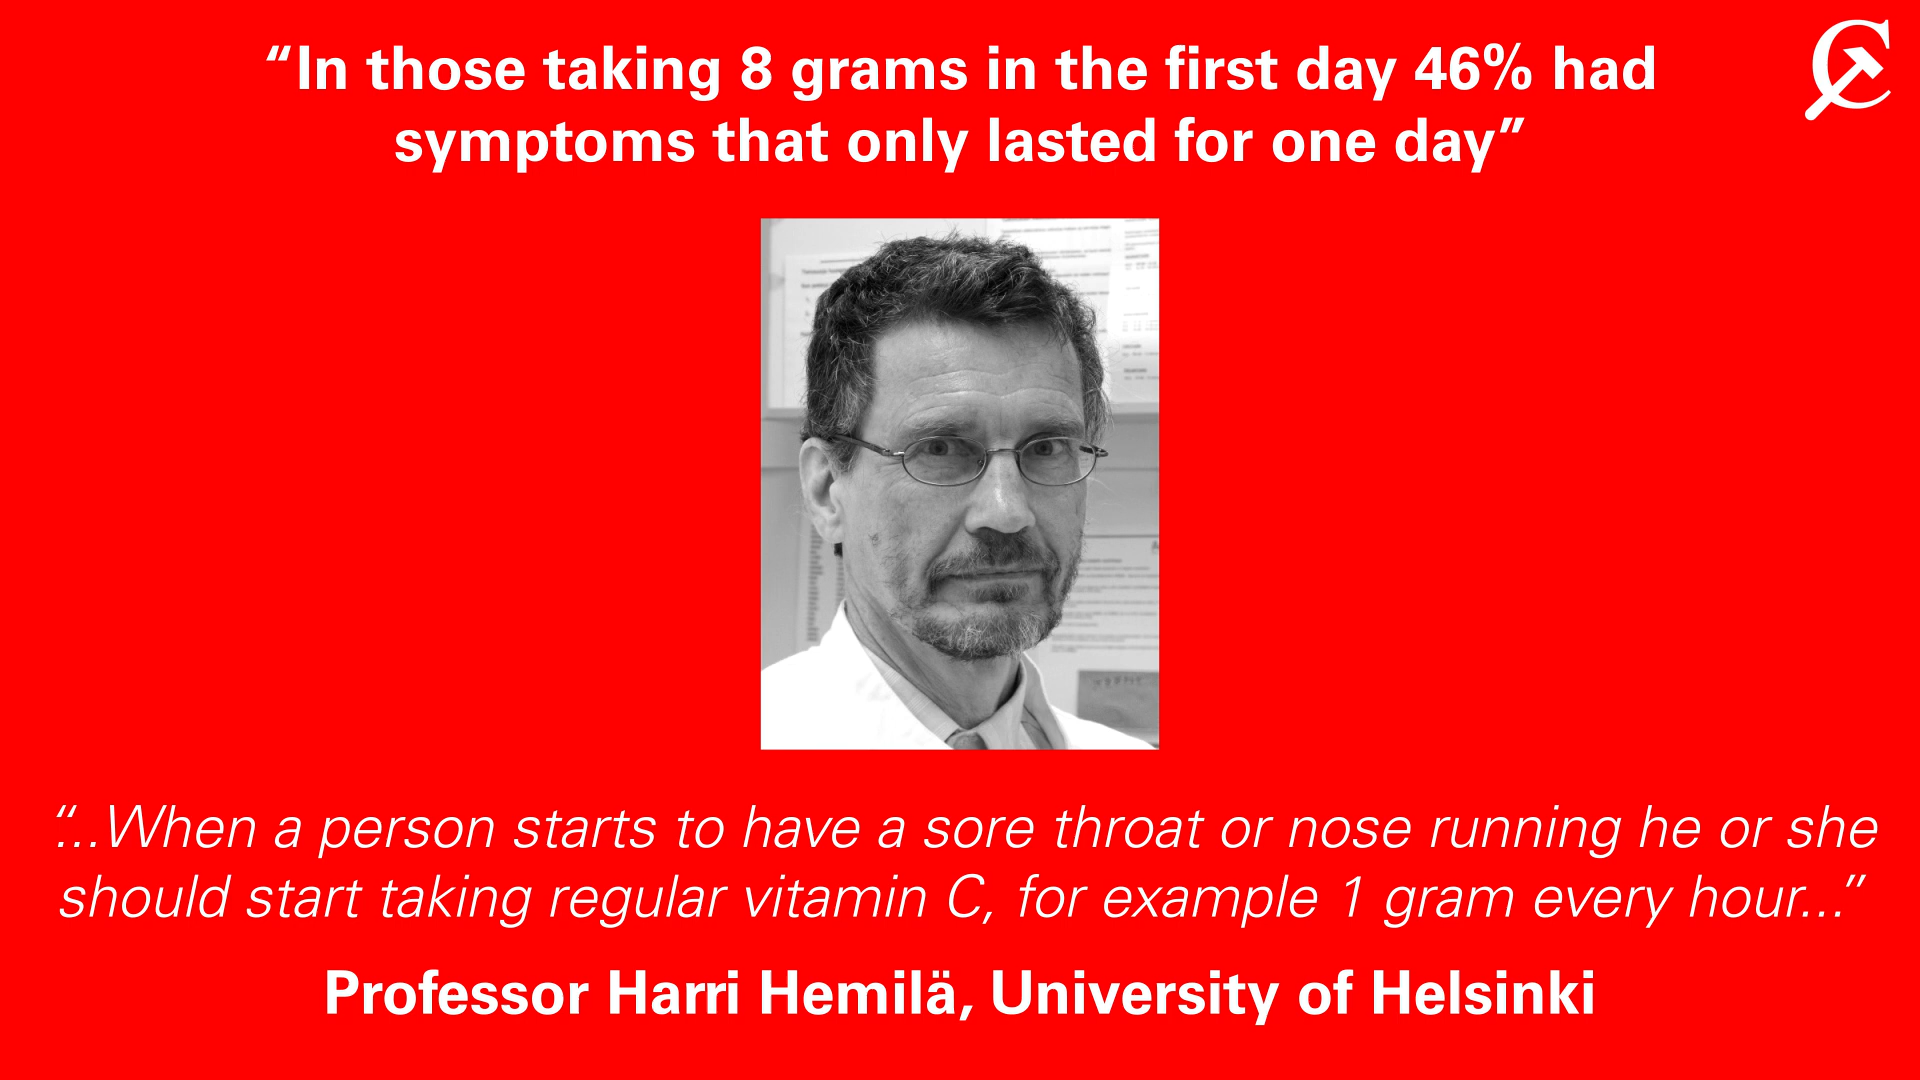 “In those taking 8 grams in the first day 46% had
symptoms that only lasted for one day”
“...When a person starts to have a sore throat or nose running he or she
should start taking regular vitamin C, for example 1 gram every hour...”
Professor Harri Hemilä, University of Helsinki